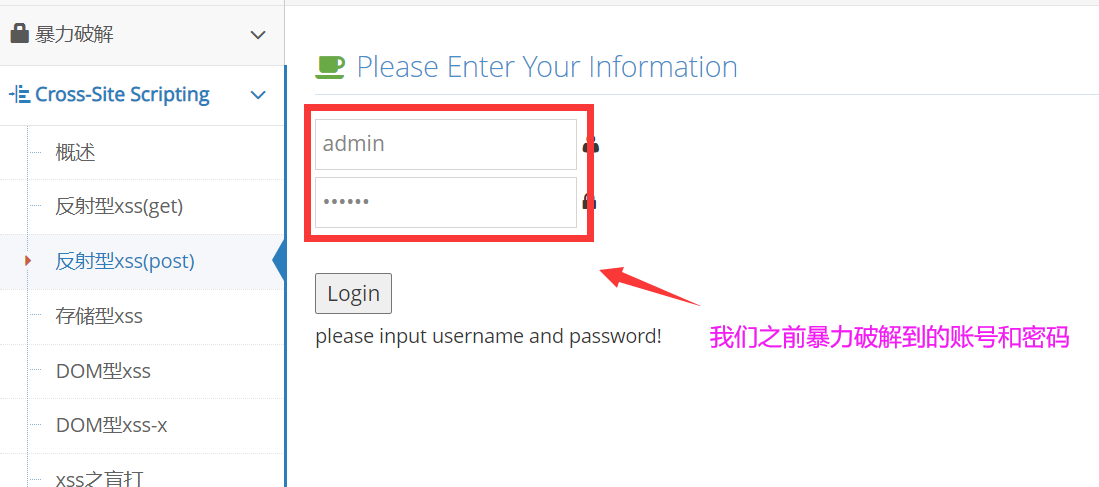 暴力破解
Cross-Site Scripting
概述
反射型xss(get)
反射型xss(post)
存储型xss
DOM型xss
DOM型xss-x
xss之盲打
Please Enter Your Information
admin
••••••
Login
please input username and password!
我们之前暴力破解到的账号和密码